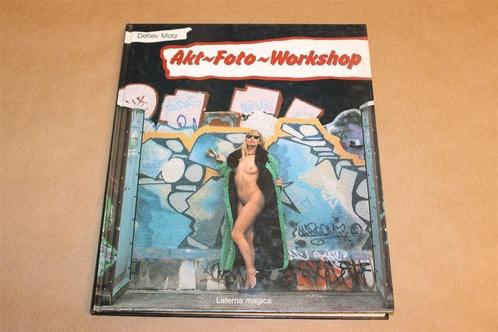 Detlev Motz
Akt~Foto~Workshop
Laterna magica